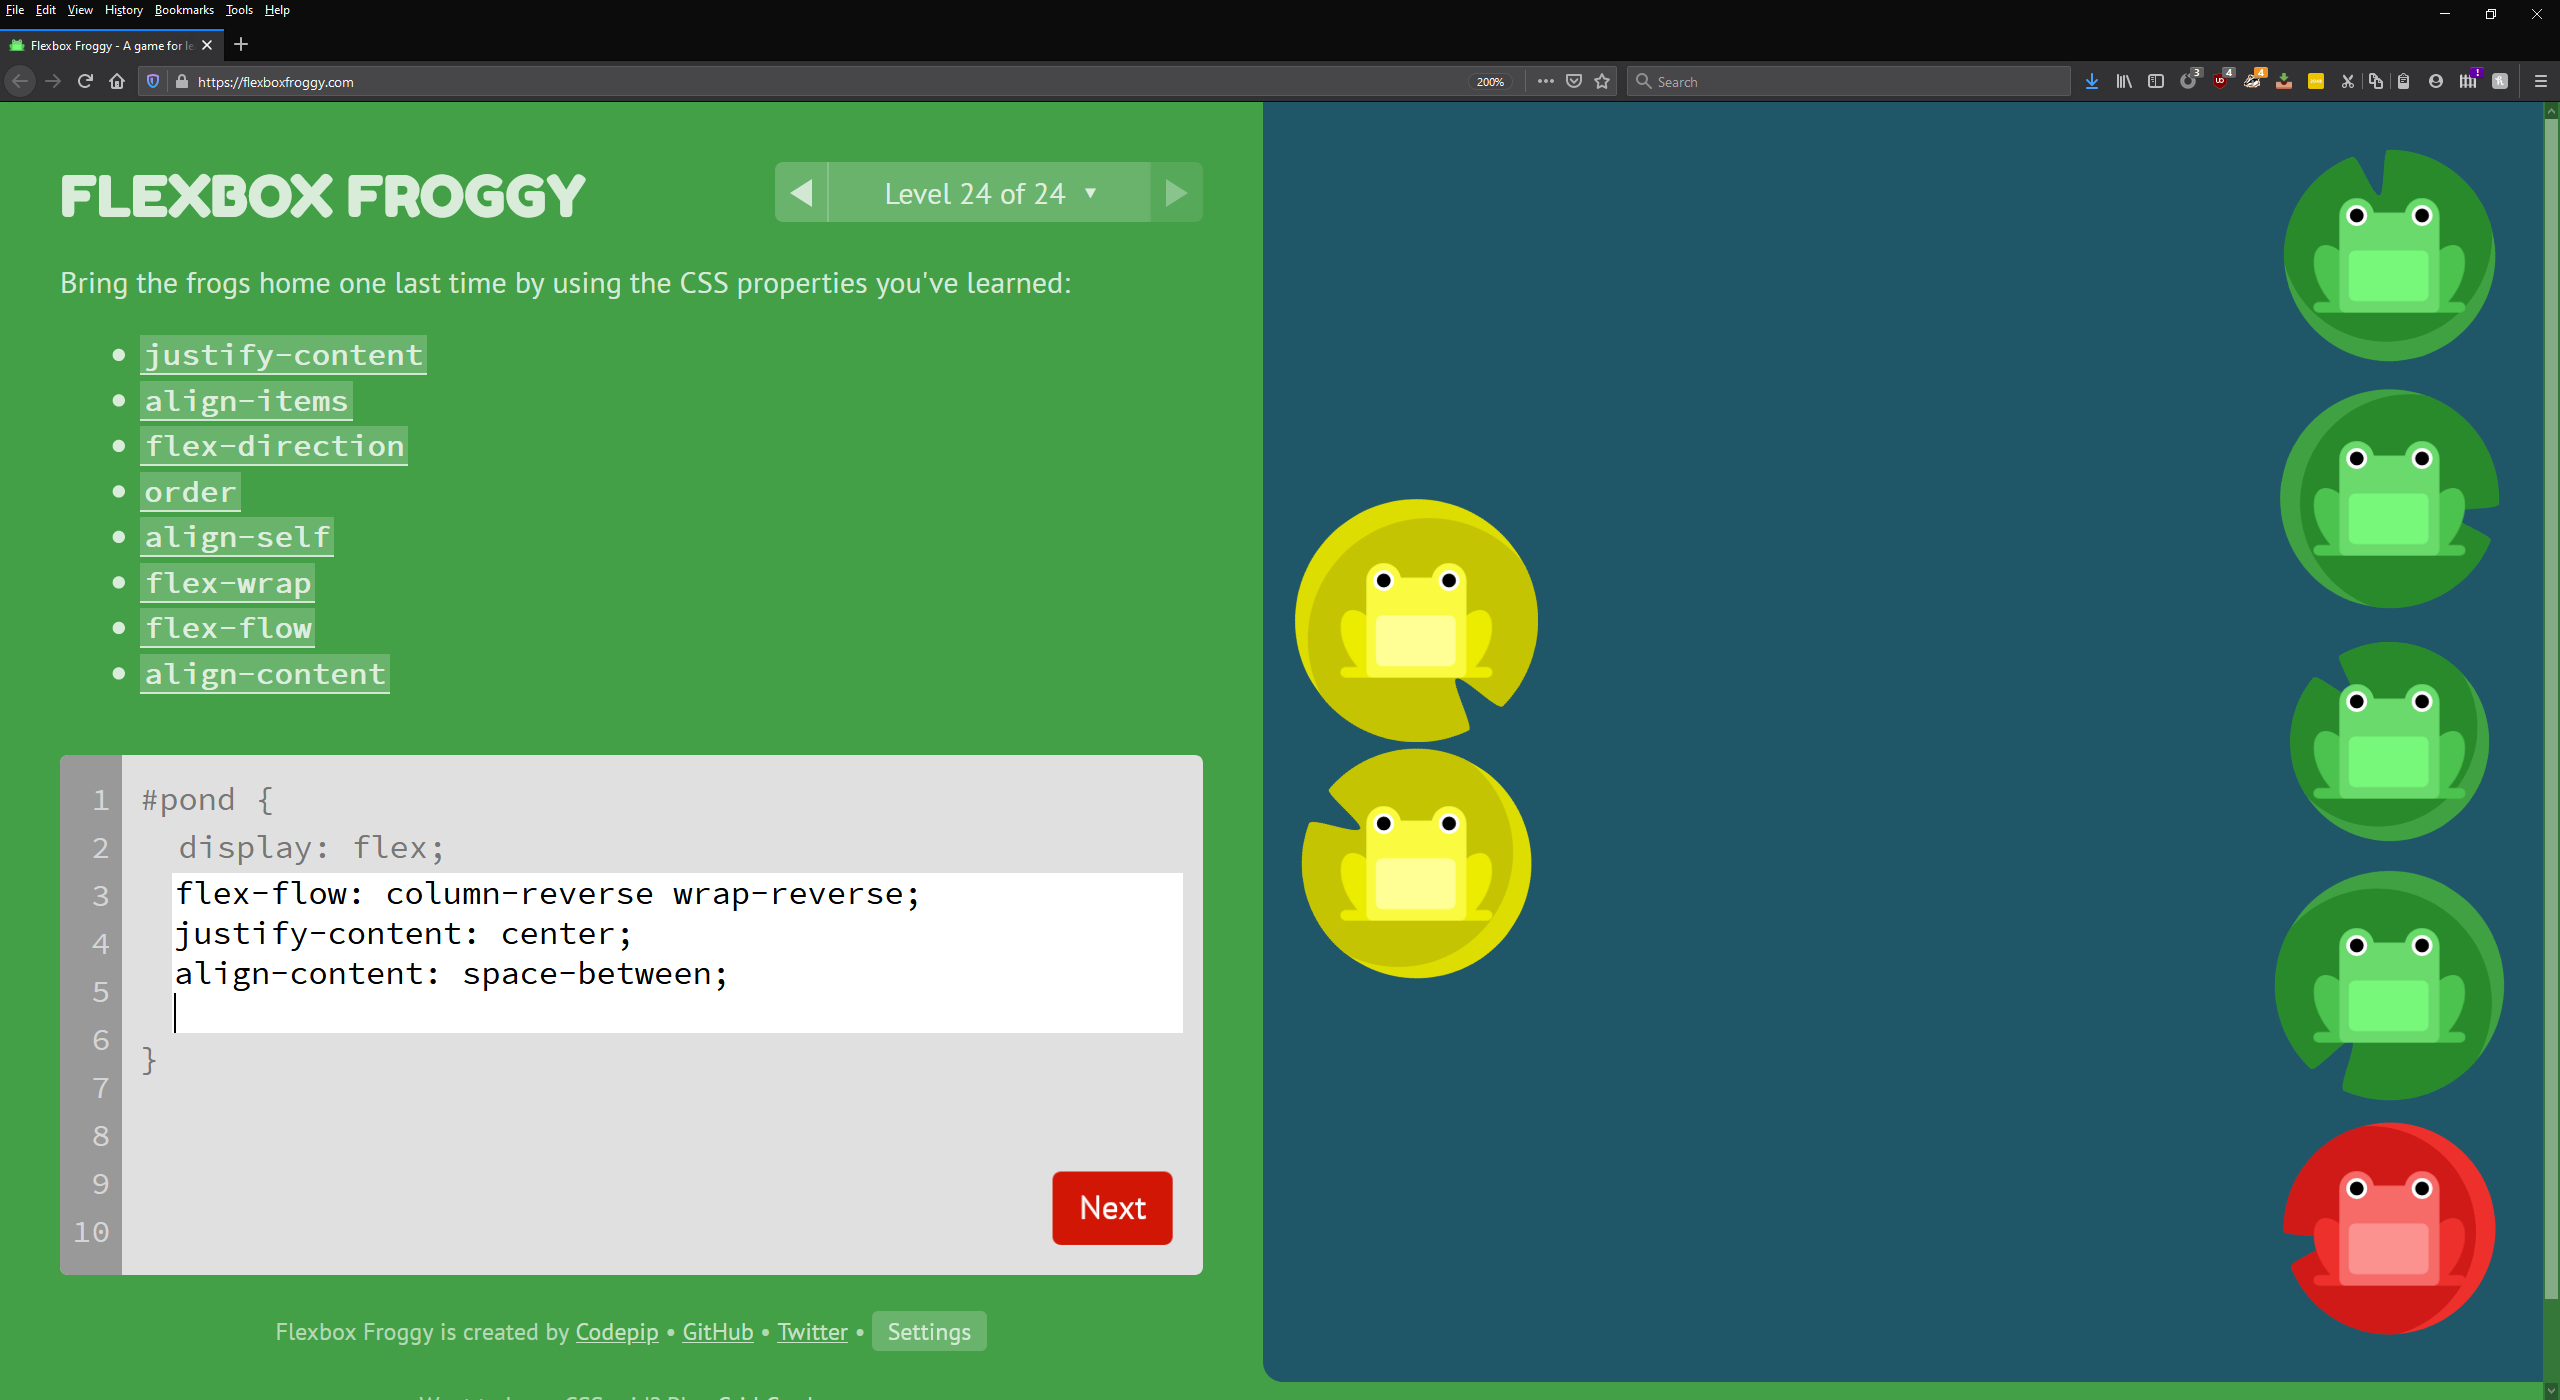 File Edit View History Bookmarks Tools Help
Flexbox Froggy - A game for le
https://flexboxfroggy.com
200%
Search
3
4
4
!
FLEXBOX FROGGY
Level 24 of 24 ▼
Bring the frogs home one last time by using the CSS properties you've learned:
• justify-content
• align-items
• flex-direction
• order
• align-self
• flex-wrap
• flex-flow
• align-content
1 #pond {
2 display: flex;
3 flex-flow: column-reverse wrap-reverse;
4 justify-content: center;
5 align-content: space-between;
6 }
7
8
9
10
Next
Flexbox Froggy is created by Codepip • GitHub • Twitter • Settings